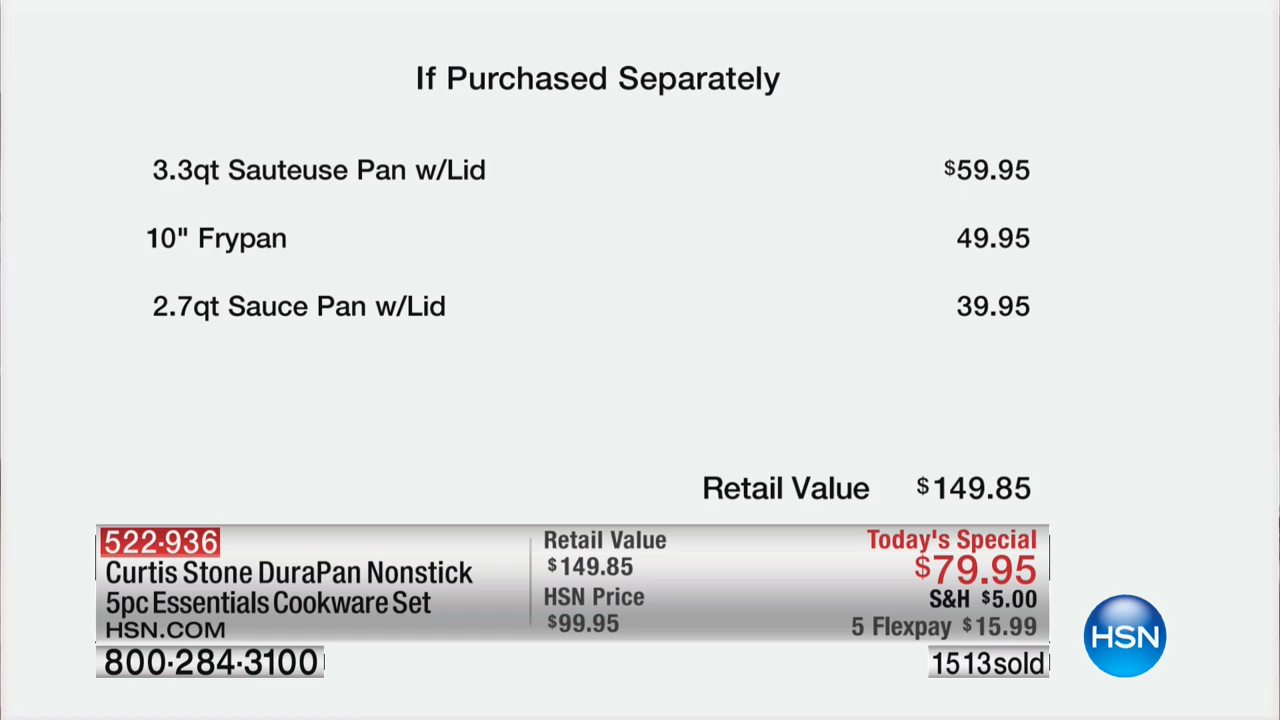 If Purchased Separately
3.3qt Sauteuse Pan w/Lid $59.95
10" Frypan 49.95
2.7qt Sauce Pan w/Lid 39.95
Retail Value $149.85
522·936
Curtis Stone DuraPan Nonstick
5pc Essentials Cookware Set
HSN.COM
800·284·3100
Retail Value
$149.85
HSN Price
$99.95
Today's Special
$79.95
S&H $5.00
5 Flexpay $15.99
1513sold
HSN